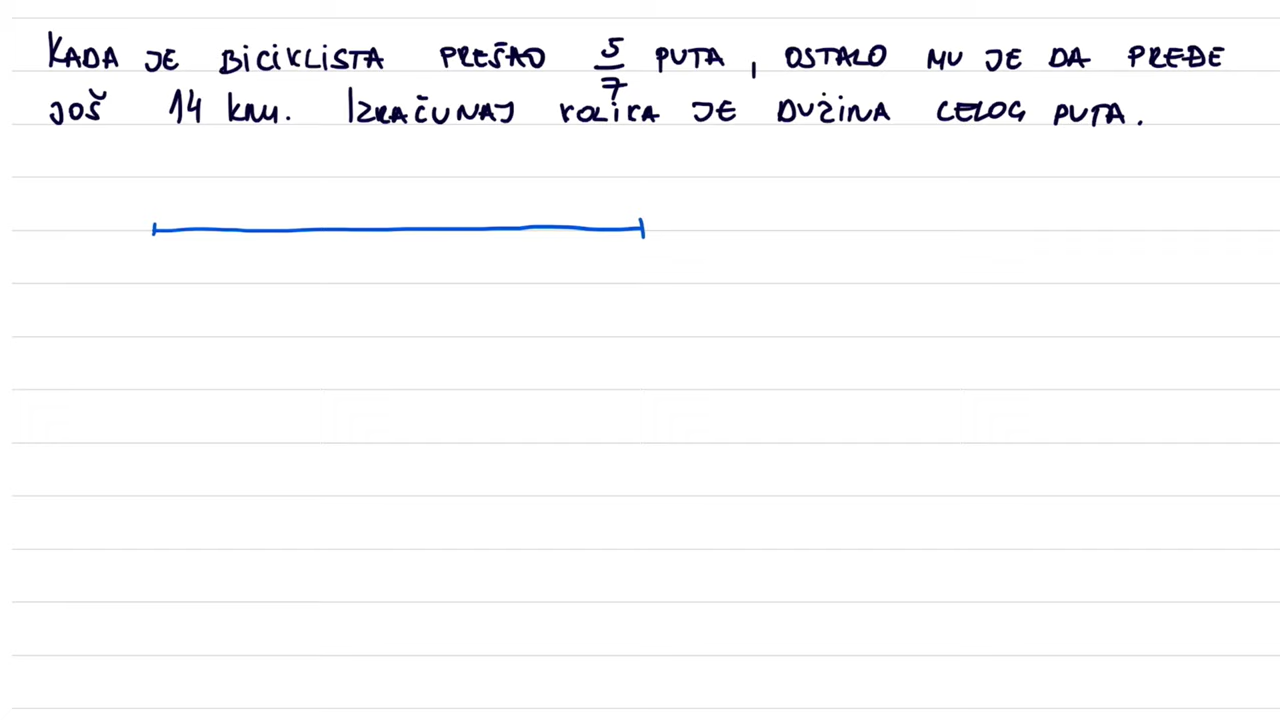 KADA JE BICIKLISTA PREŠAO 5/7 PUTA, OSTALO MU JE DA PREĐE
JOŠ 14 km. IZRAČUNAJ KOLIKA JE DUŽINA CELOG PUTA.